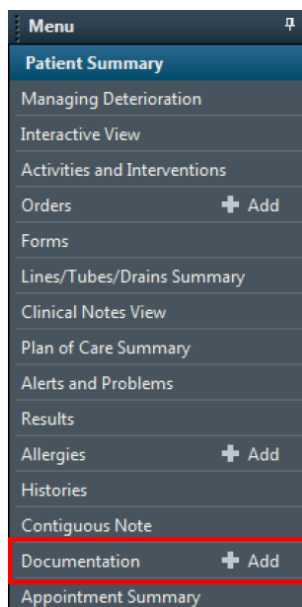 Menu
Patient Summary
Managing Deterioration
Interactive View
Activities and Interventions
Orders + Add
Forms
Lines/Tubes/Drains Summary
Clinical Notes View
Plan of Care Summary
Alerts and Problems
Results
Allergies + Add
Histories
Contiguous Note
Documentation + Add
Appointment Summary